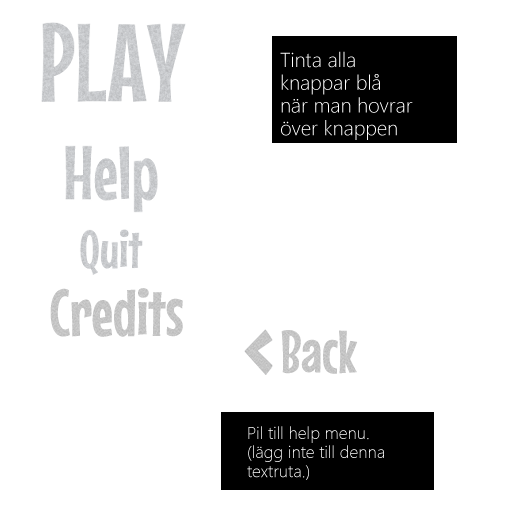 PLAY
Help
Quit
Credits
Tinta alla
knappar blå
när man hovrar
över knappen
Back
Pil till help menu.
(lägg inte till denna
textruta.)